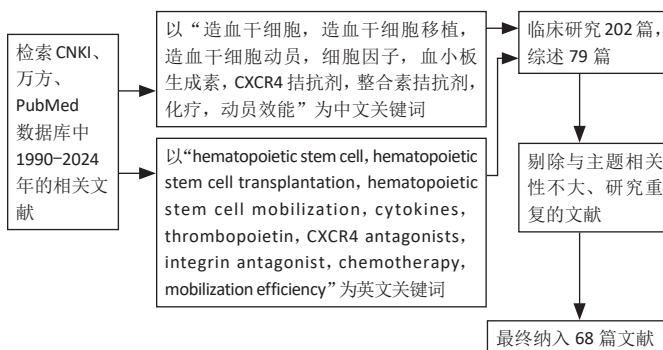 检索 CNKI、
万方、
PubMed
数据库中
1990–2024
年的相关文
献
以“造血干细胞，造血干细胞移植，
造血干细胞动员，细胞因子，血小板
生成素，CXCR4 拮抗剂，整合素拮抗剂，
化疗，动员效能”为中文关键词
以“hematopoietic stem cell, hematopoietic
stem cell transplantation, hematopoietic
stem cell mobilization, cytokines,
thrombopoietin, CXCR4 antagonists,
integrin antagonist, chemotherapy,
mobilization efficiency”为英文关键词
临床研究 202 篇，
综述 79 篇
剔除与主题相关
性不大、研究重
复的文献
最终纳入 68 篇文献